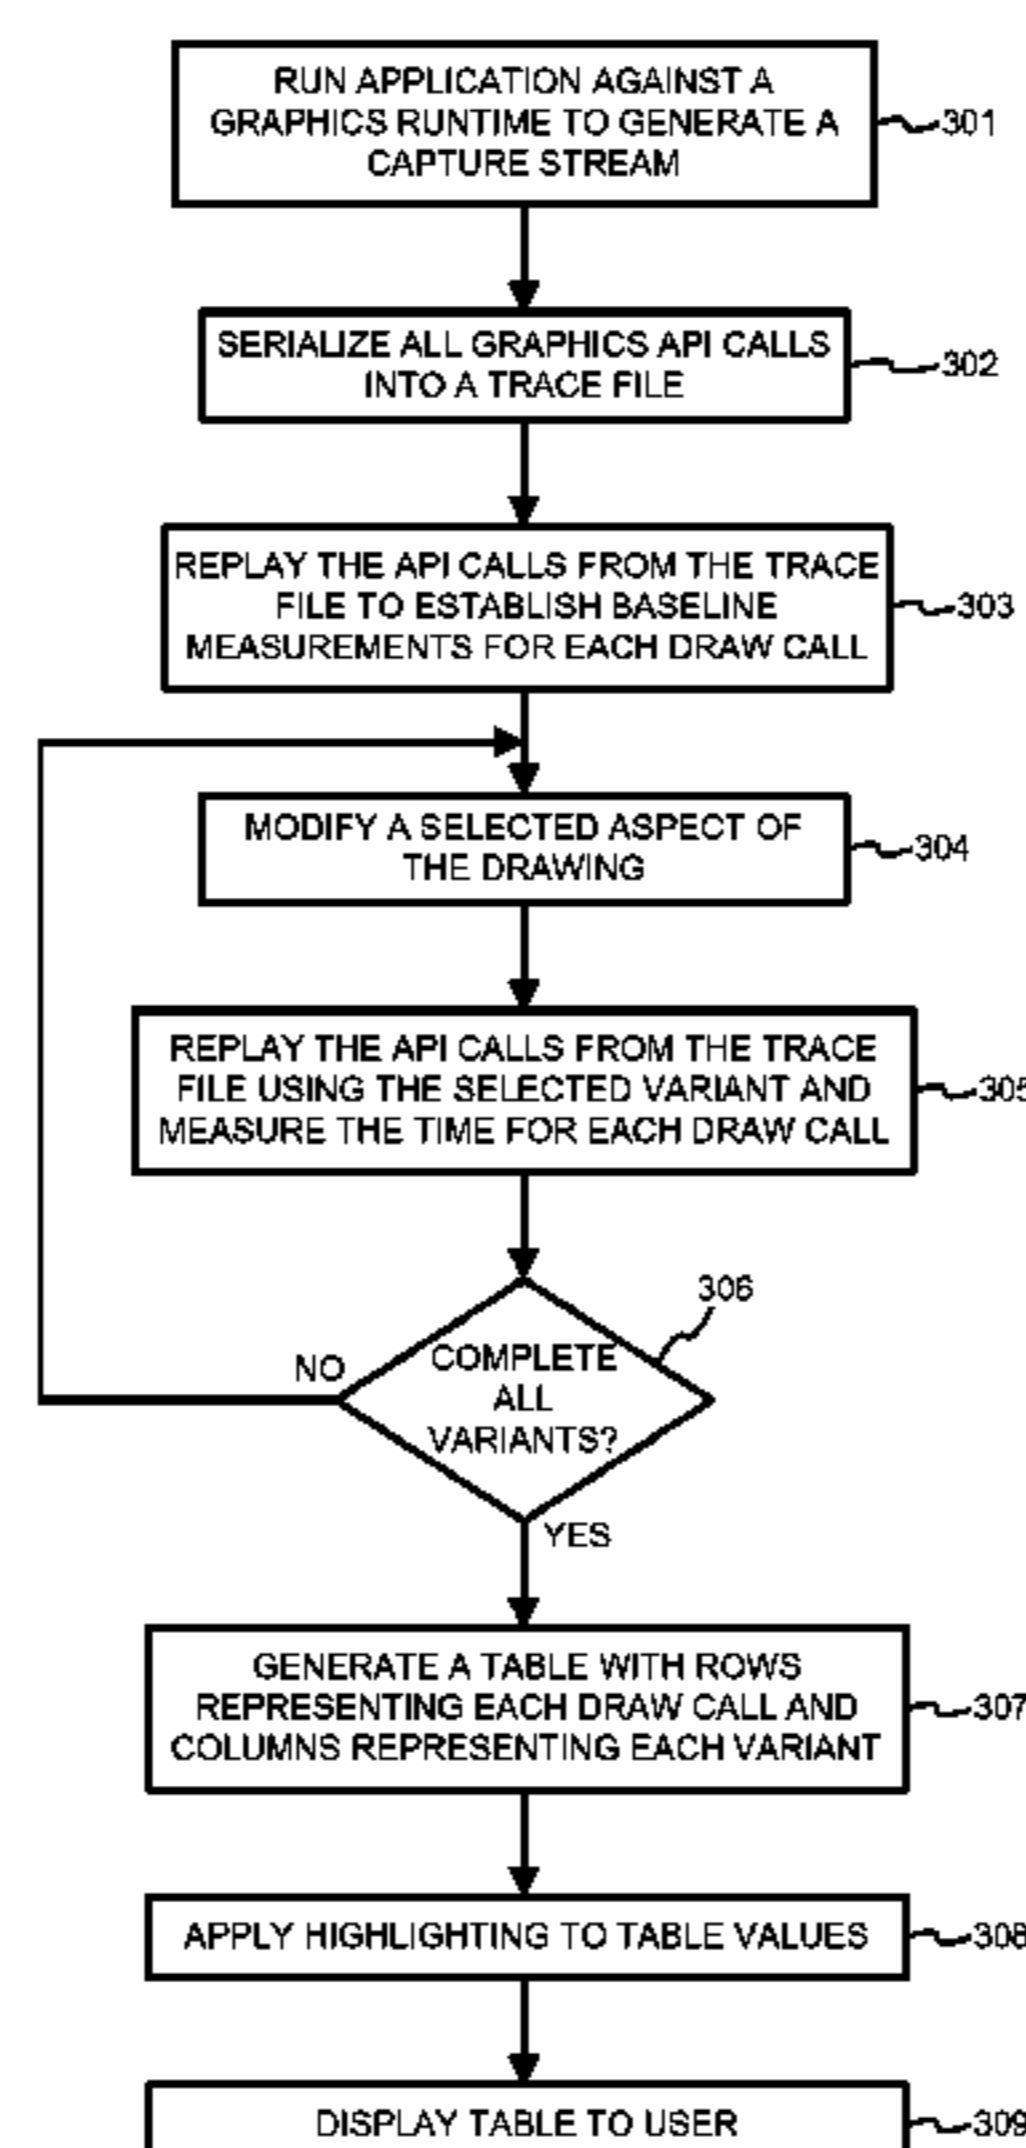 RUN APPLICATION AGAINST A
GRAPHICS RUNTIME TO GENERATE A
CAPTURE STREAM
301
SERIALIZE ALL GRAPHICS API CALLS
INTO A TRACE FILE
302
REPLAY THE API CALLS FROM THE TRACE
FILE TO ESTABLISH BASELINE
MEASUREMENTS FOR EACH DRAW CALL
303
MODIFY A SELECTED ASPECT OF
THE DRAWING
304
REPLAY THE API CALLS FROM THE TRACE
FILE USING THE SELECTED VARIANT AND
MEASURE THE TIME FOR EACH DRAW CALL
305
306
COMPLETE
ALL
VARIANTS?
NO
YES
GENERATE A TABLE WITH ROWS
REPRESENTING EACH DRAW CALL AND
COLUMNS REPRESENTING EACH VARIANT
307
APPLY HIGHLIGHTING TO TABLE VALUES
308
DISPLAY TABLE TO USER
309